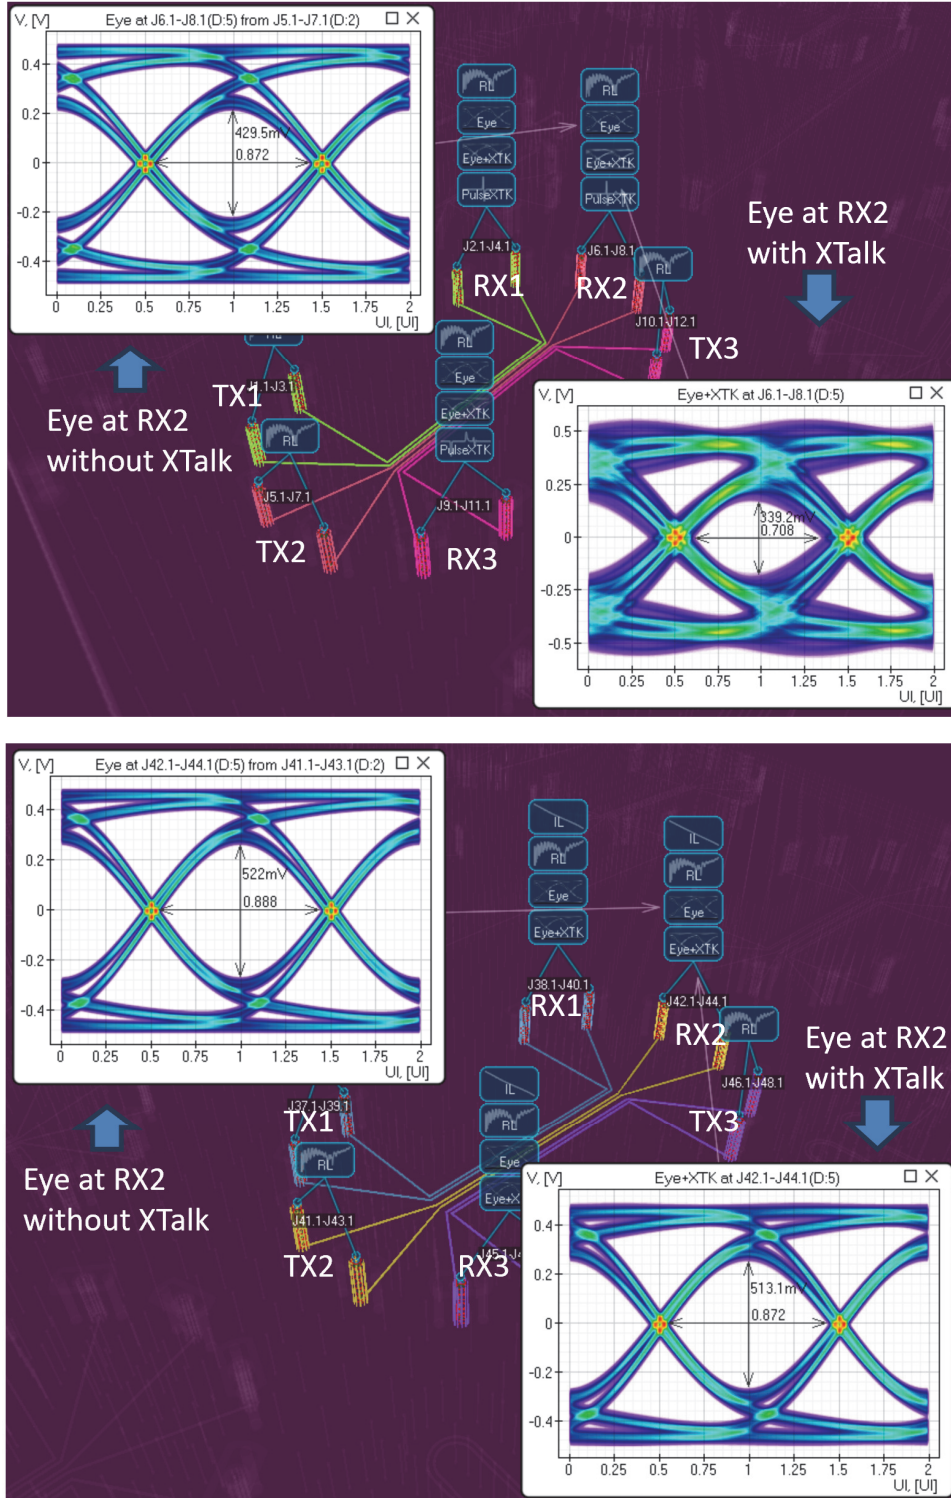 V, [V] Eye at J6.1-J8.1(D:5) from J5.1-J7.1(D:2)
0.4
0.2
0
-0.2
-0.4
429.5mV
0.872
0 0.25 0.5 0.75 1 1.25 1.5 1.75 2
UI, [UI]
RL
Eye
Eye+XTK
PulseXTK
J2.1-J4.1
RX1
RL
Eye
Eye+XTK
PulseXTK
J6.1-J8.1
RX2
RL
J10.1-J12.1
TX3
Eye at RX2
with XTalk
Eye at RX2
without XTalk
RL
J1.1-J3.1
TX1
RL
J5.1-J7.1
TX2
RL
Eye
Eye+XTK
PulseXTK
J9.1-J11.1
RX3
V, [V] Eye+XTK at J6.1-J8.1(D:5)
0.5
0.25
0
-0.25
-0.5
339.2mV
0.708
0 0.25 0.5 0.75 1 1.25 1.5 1.75 2
UI, [UI]
V, [V] Eye at J42.1-J44.1(D:5) from J41.1-J43.1(D:2)
0.4
0.2
0
-0.2
-0.4
522mV
0.888
0 0.25 0.5 0.75 1 1.25 1.5 1.75 2
UI, [UI]
IL
RL
Eye
Eye+XTK
J38.1-J40.1
RX1
IL
RL
Eye
Eye+XTK
J42.1-J44.1
RX2
RL
J46.1-J48.1
TX3
Eye at RX2
with XTalk
Eye at RX2
without XTalk
J37.1-J39.1
TX1
RL
J41.1-J43.1
TX2
IL
RL
Eye
RX3
V, [V] Eye+XTK at J42.1-J44.1(D:5)
0.4
0.2
0
-0.2
-0.4
513.1mV
0.872
0 0.25 0.5 0.75 1 1.25 1.5 1.75 2
UI, [UI]